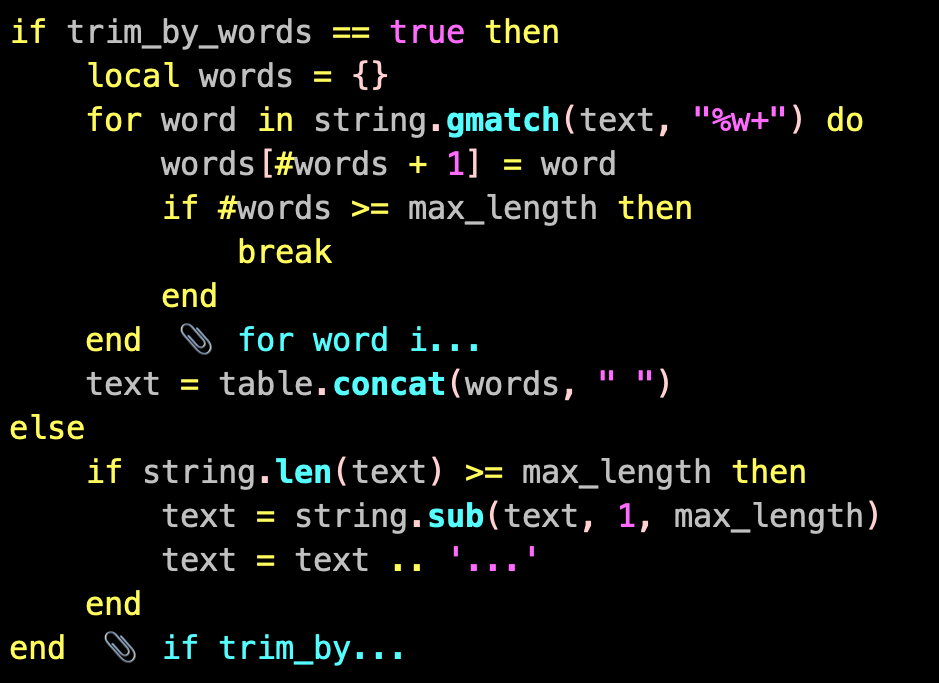 if trim_by_words == true then
    local words = {}
    for word in string.gmatch(text, "%w+") do
        words[#words + 1] = word
        if #words >= max_length then
            break
        end
    end  📎 for word i...
    text = table.concat(words, " ")
else
    if string.len(text) >= max_length then
        text = string.sub(text, 1, max_length)
        text = text .. '...'
    end
end  📎 if trim_by...